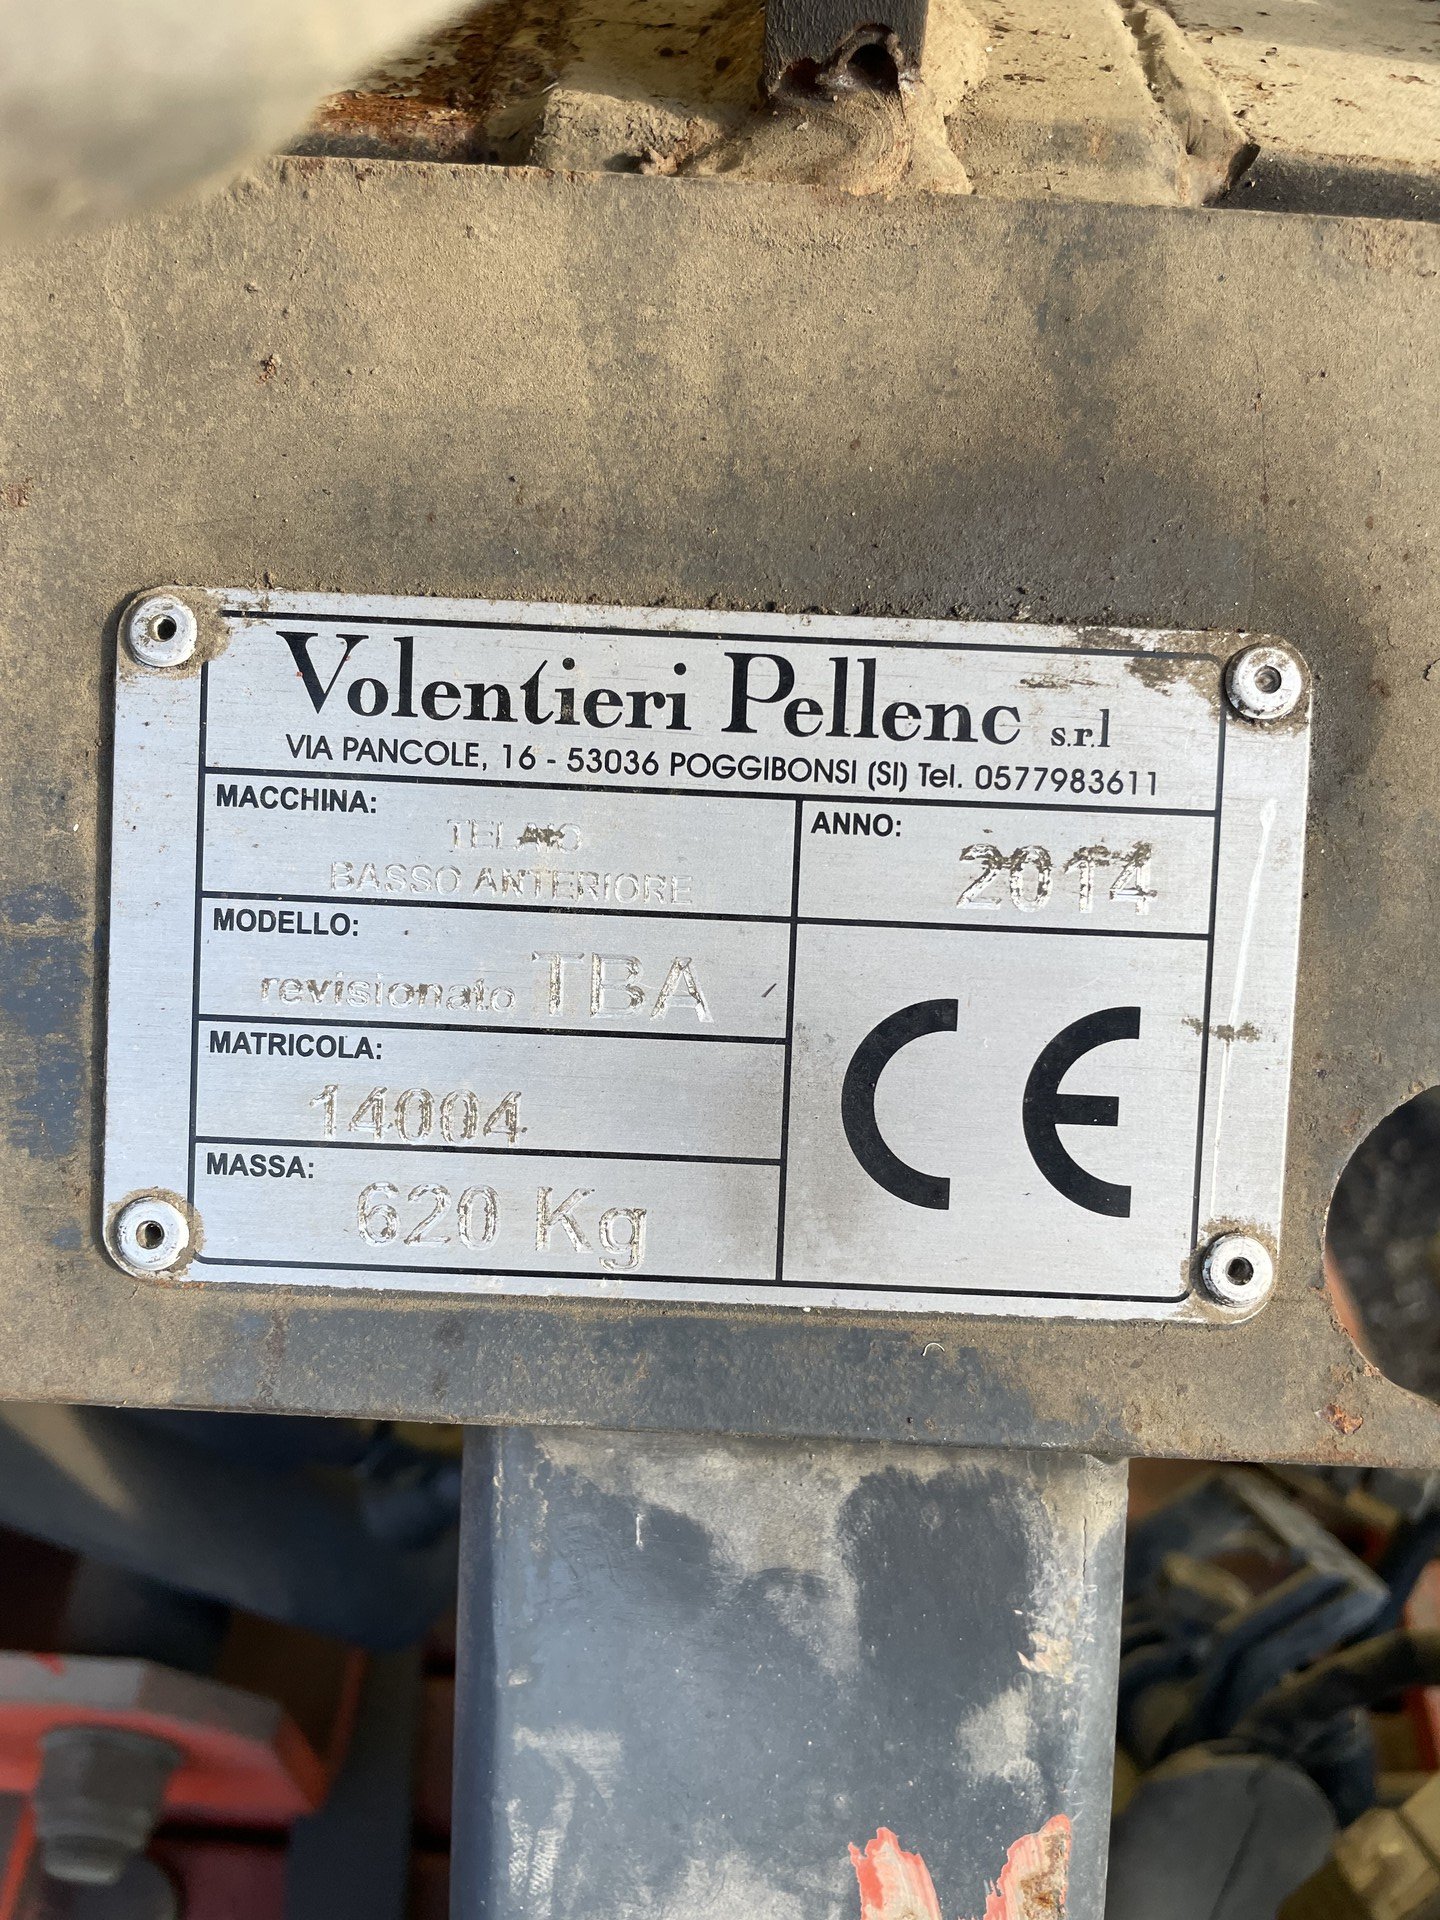 Volentieri Pellenc s.r.l
VIA PANCOLE, 16 - 53036 POGGIBONSI (SI) Tel. 0577983611
MACCHINA:
TELAIO
BASSO ANTERIORE
ANNO:
2014
MODELLO:
revisionato TBA
MATRICOLA:
14004
MASSA:
620 Kg
CE